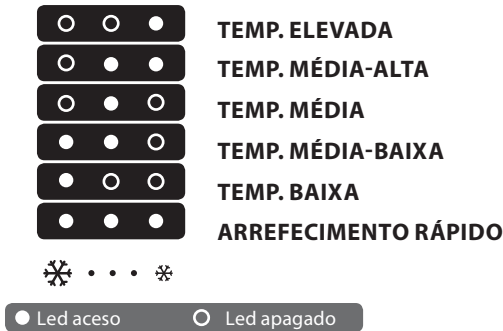 TEMP. ELEVADA
TEMP. MÉDIA-ALTA
TEMP. MÉDIA
TEMP. MÉDIA-BAIXA
TEMP. BAIXA
ARREFECIMENTO RÁPIDO
Led aceso Led apagado